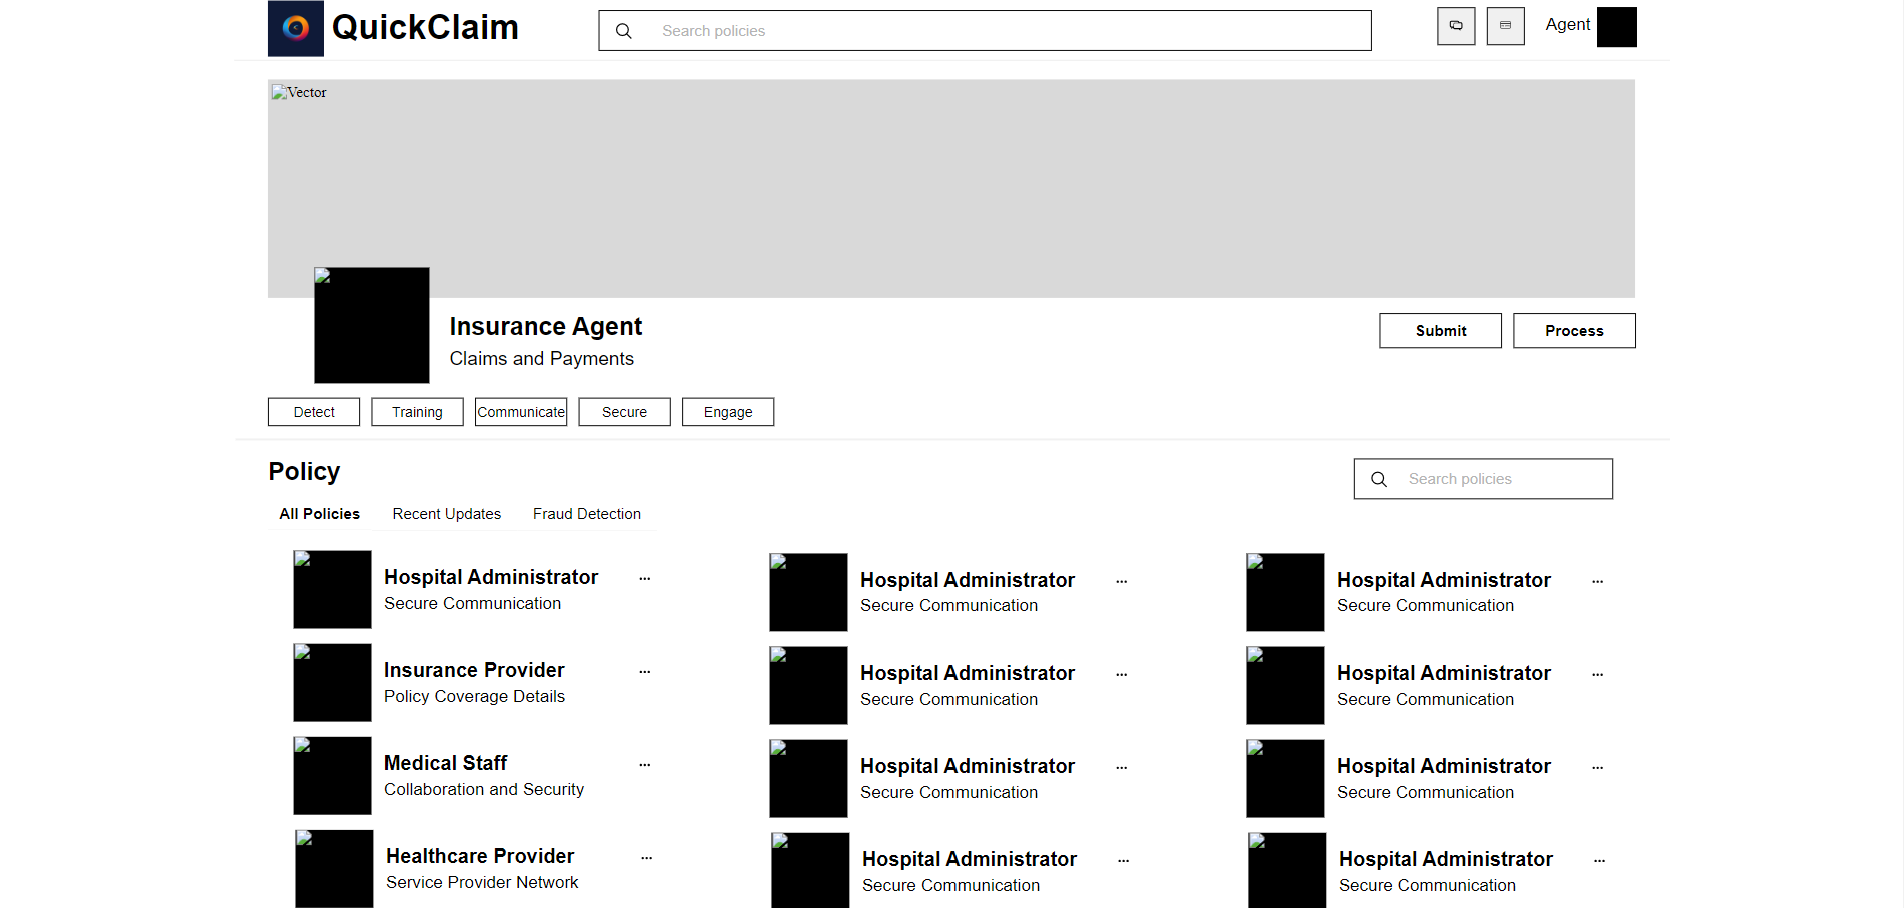 QuickClaim
Search policies
Agent
Vector
Insurance Agent
Claims and Payments
Submit
Process
Detect
Training
Communicate
Secure
Engage
Policy
Search policies
All Policies
Recent Updates
Fraud Detection
Hospital Administrator
...
Secure Communication
Hospital Administrator
...
Secure Communication
Hospital Administrator
...
Secure Communication
Insurance Provider
...
Policy Coverage Details
Hospital Administrator
...
Secure Communication
Hospital Administrator
...
Secure Communication
Medical Staff
...
Collaboration and Security
Hospital Administrator
...
Secure Communication
Hospital Administrator
...
Secure Communication
Healthcare Provider
...
Service Provider Network
Hospital Administrator
...
Secure Communication
Hospital Administrator
...
Secure Communication